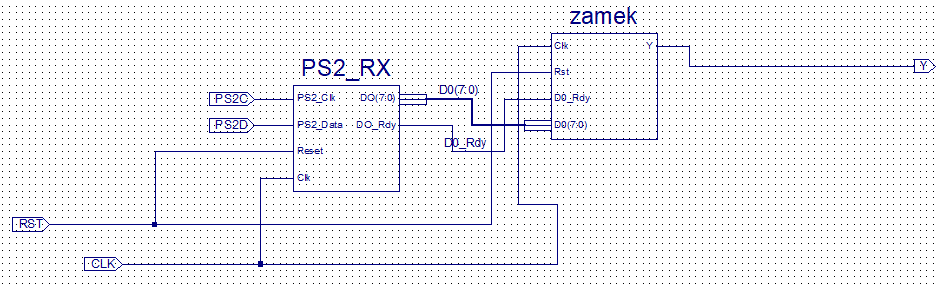 zamek
Clk
Y
Rst
D0_Rdy
D0(7:0)
Y
PS2_RX
PS2C
PS2_Clk
DO(7:0)
D0(7:0)
PS2D
PS2_Data
DO_Rdy
D0_Rdy
Reset
Clk
RST
CLK